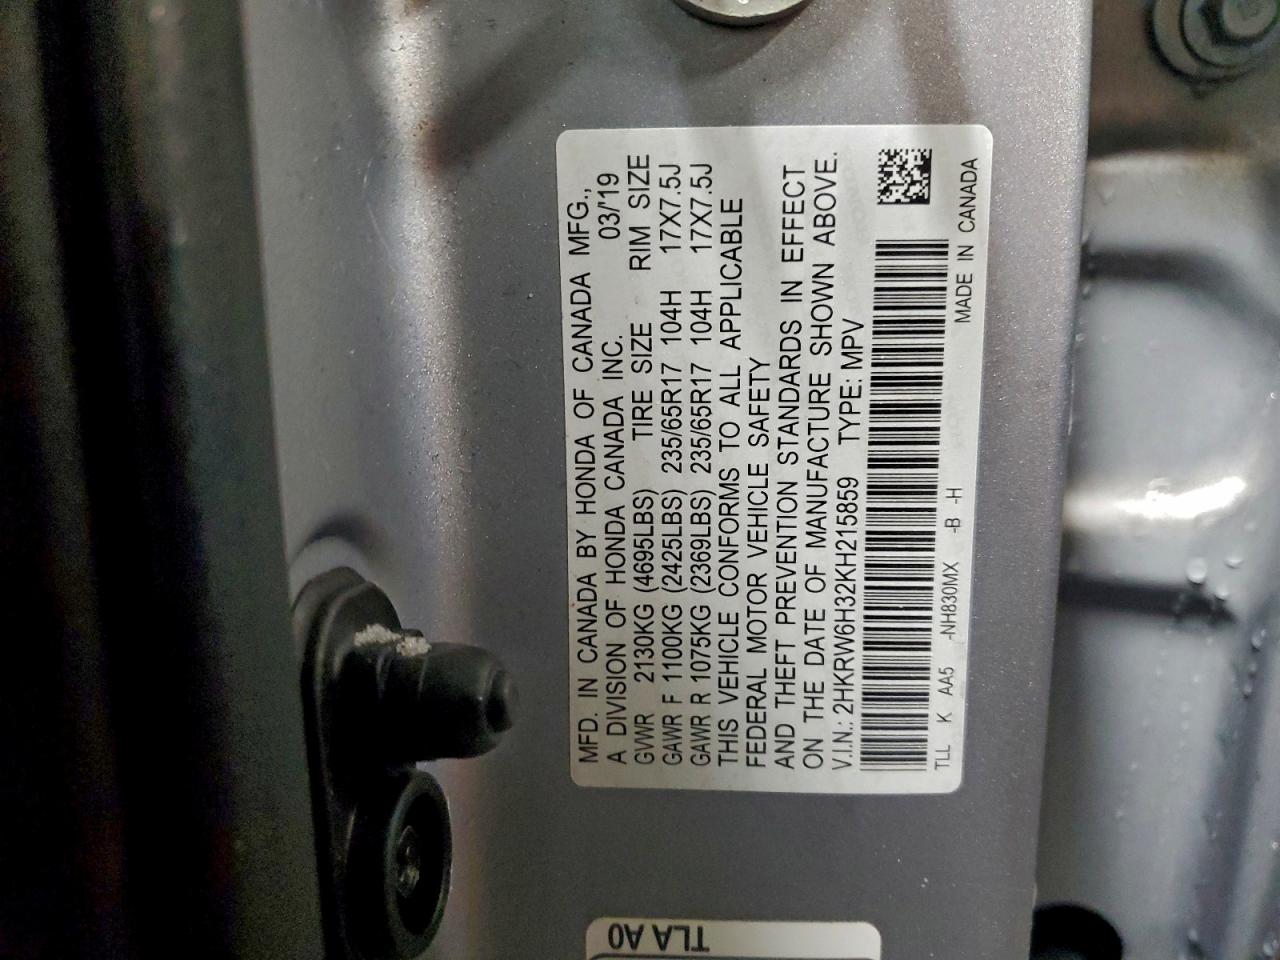 MFD. IN CANADA BY HONDA OF CANADA MFG.,
A DIVISION OF HONDA CANADA INC. 03/'19
GVWR 2130KG (4695LBS) TIRE SIZE RIM SIZE
GAWR F 1100KG (2425LBS) 235/65R17 104H 17X7.5J
GAWR R 1075KG (2369LBS) 235/65R17 104H 17X7.5J
THIS VEHICLE CONFORMS TO ALL APPLICABLE
FEDERAL MOTOR VEHICLE SAFETY
AND THEFT PREVENTION STANDARDS IN EFFECT
ON THE DATE OF MANUFACTURE SHOWN ABOVE.
V.I.N.: 2HKRW6H32KH215859 TYPE: MPV
TLL K AA5 -NH830MX -B -H MADE IN CANADA
TLA A0